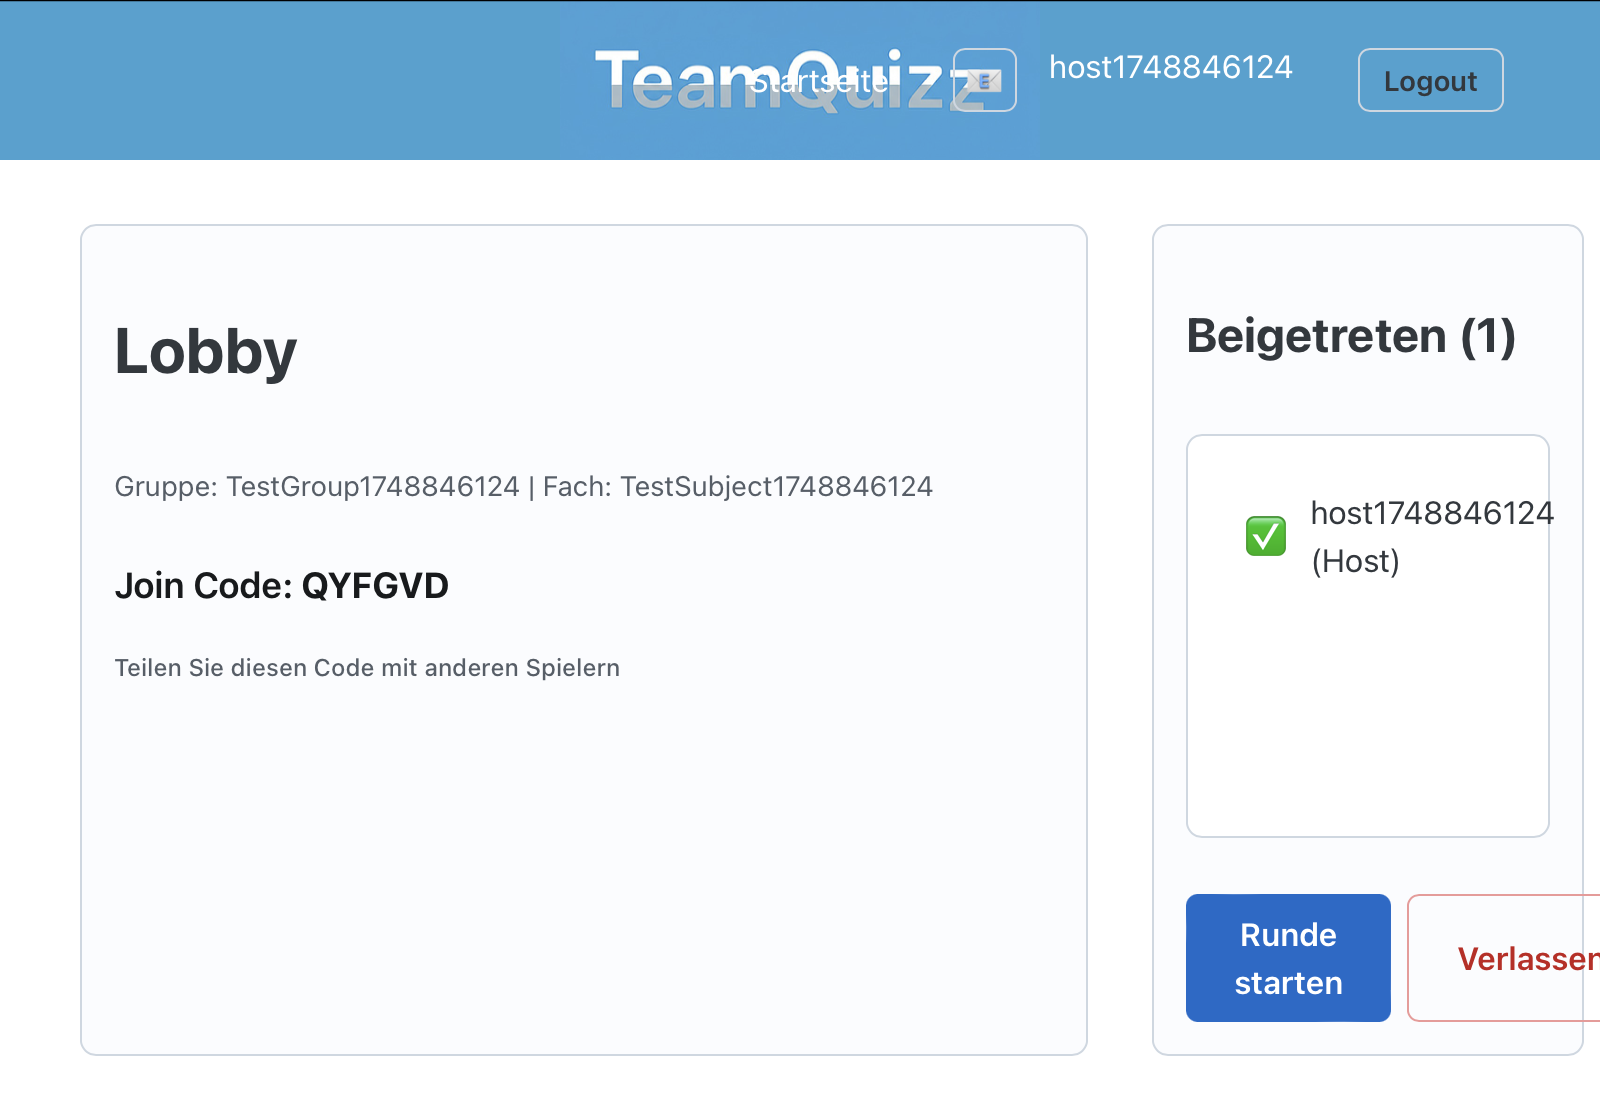 TeamQuizz
Startseite
host1748846124
Logout
Lobby
Gruppe: TestGroup1748846124 | Fach: TestSubject1748846124
Join Code: QYFGVD
Teilen Sie diesen Code mit anderen Spielern
Beigetreten (1)
host1748846124
(Host)
Runde
starten
Verlassen